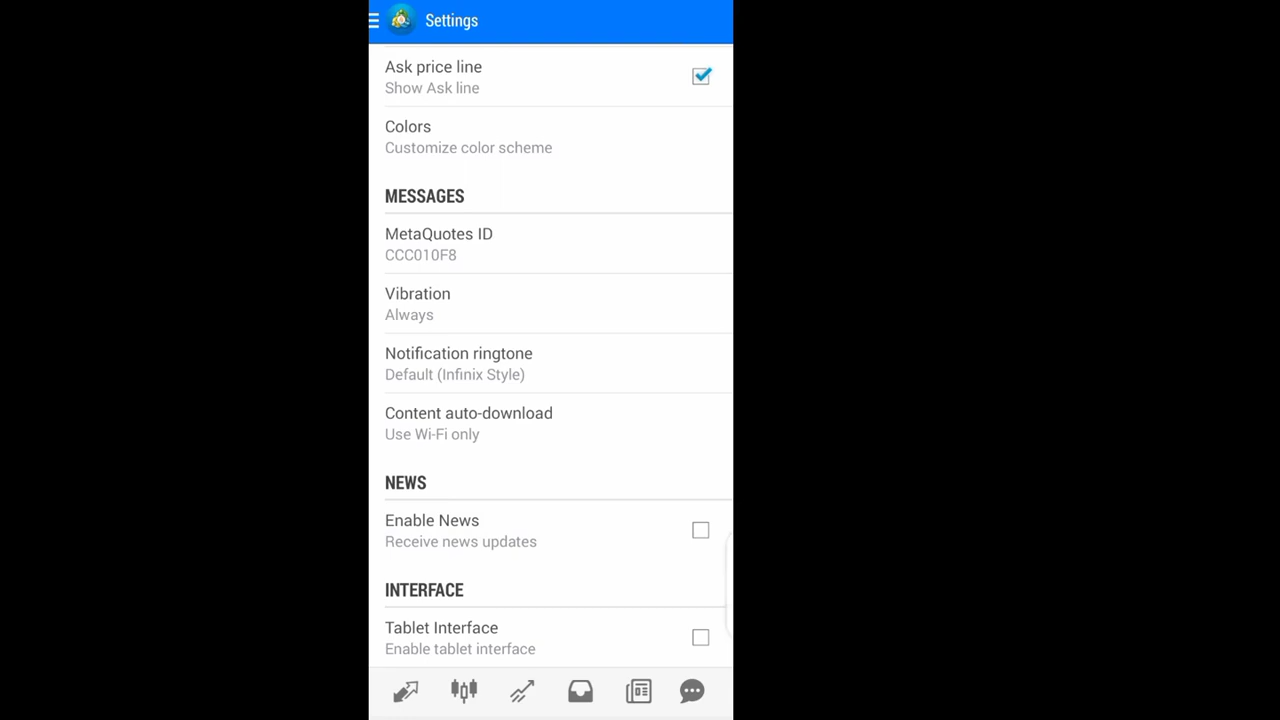 Settings
Ask price line
Show Ask line
Colors
Customize color scheme
MESSAGES
MetaQuotes ID
CCC010F8
Vibration
Always
Notification ringtone
Default (Infinix Style)
Content auto-download
Use Wi-Fi only
NEWS
Enable News
Receive news updates
INTERFACE
Tablet Interface
Enable tablet interface